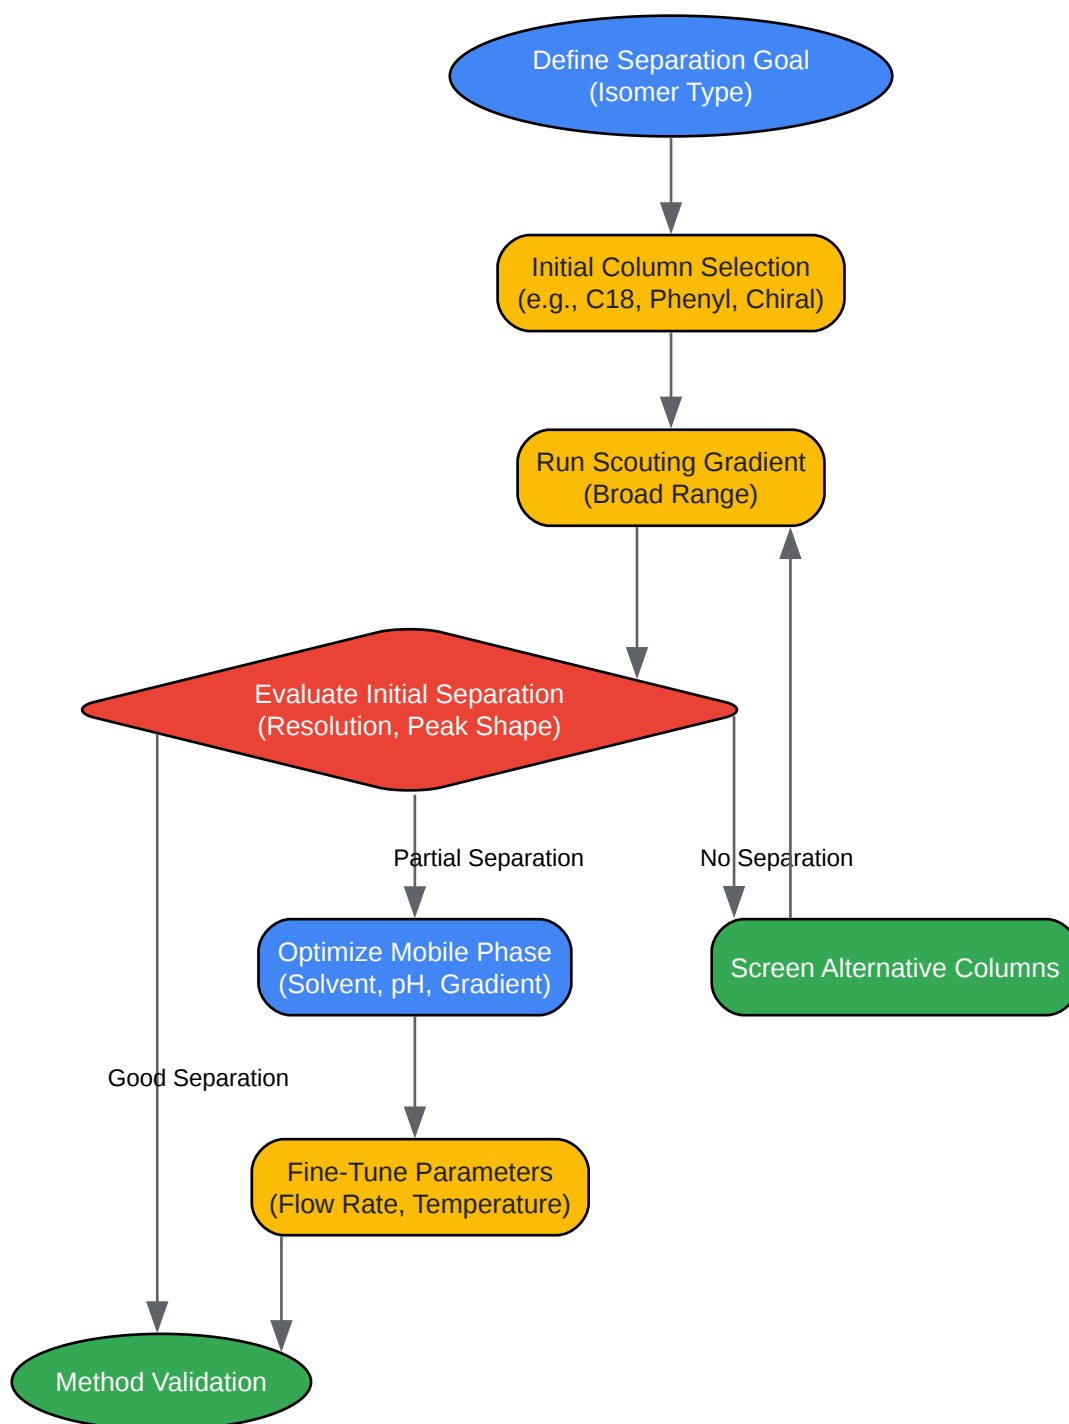 Define Separation Goal
(Isomer Type)
Initial Column Selection
(e.g., C18, Phenyl, Chiral)
Run Scouting Gradient
(Broad Range)
Evaluate Initial Separation
(Resolution, Peak Shape)
Partial Separation
No Separation
Optimize Mobile Phase
(Solvent, pH, Gradient)
Screen Alternative Columns
Good Separation
Fine-Tune Parameters
(Flow Rate, Temperature)
Method Validation